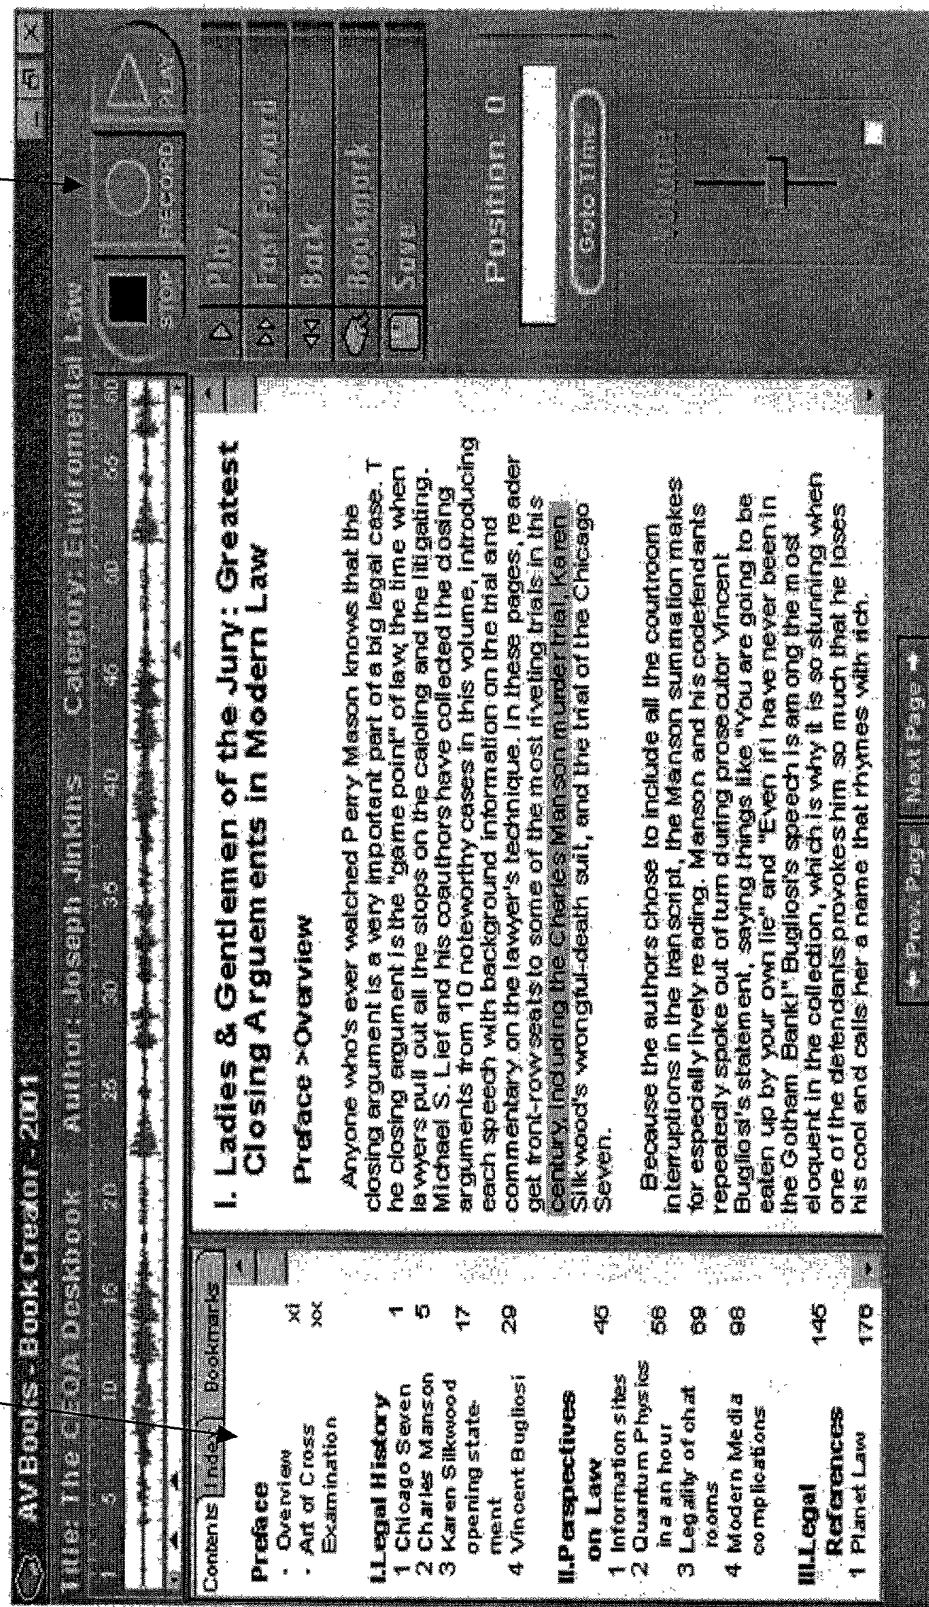 AV Books - Book Creator - 2001
Title: The CEOA Deskbook Author: Joseph Jinkins Category: Enviromental Law
1 5 10 15 20 25 30 35 40 45 50 55 60
STOP RECORD PLAY
Play
Fast Forward
Back
Bookmark
Save
Position: 0
Goto Time
Volume
Contents Index Bookmarks
Preface
- Overview xi
- Art of Cross xx
Examination
I.Legal History
1 Chicago Seven 1
2 Charles Manson 5
3 Karen Silkwood 17
opening state-
ment
4 Vincent Bugliosi 29
II.Perspectives
on Law
1 Information sites 45
2 Quantum Physics 58
in a an hour
3 Legality of chat 69
rooms
4 Modern Media 98
complications
III.Legal 145
References
1 Planet Law 176
I. Ladies & Gentlemen of the Jury: Greatest
Closing Arguements in Modern Law
Preface >Overview
Anyone who's ever watched Perry Mason knows that the
closing argument is a very important part of a big legal case. T
he closing argument is the "game point" of law, the time when
lawyers pull out all the stops on the cajoling and the litigating.
Michael S. Lief and his coauthors have collected the closing
arguments from 10 noteworthy cases in this volume, introducing
each speech with background information on the trial and
commentary on the lawyer's technique. In these pages, reader
get front-row seats to some of the most riveting trials in this
century, including the Charles Manson murder trial, Karen
Silkwood's wrongful-death suit, and the trial of the Chicago
Seven.
Because the authors chose to include all the courtroom
interruptions in the transcript, the Manson summation makes
for especially lively reading. Manson and his codefendants
repeatedly spoke out of turn during prosecutor Vincent
Bugliosi's statement, saying things like "You are going to be
eaten up by your own lie" and "Even if I have never been in
the Gotham Bank!" Bugliosi's speech is among the most
eloquent in the collection, which is why it is so stunning when
one of the defendants provokes him so much that he loses
his cool and calls her a name that rhymes with rich.
Prev. Page Next Page